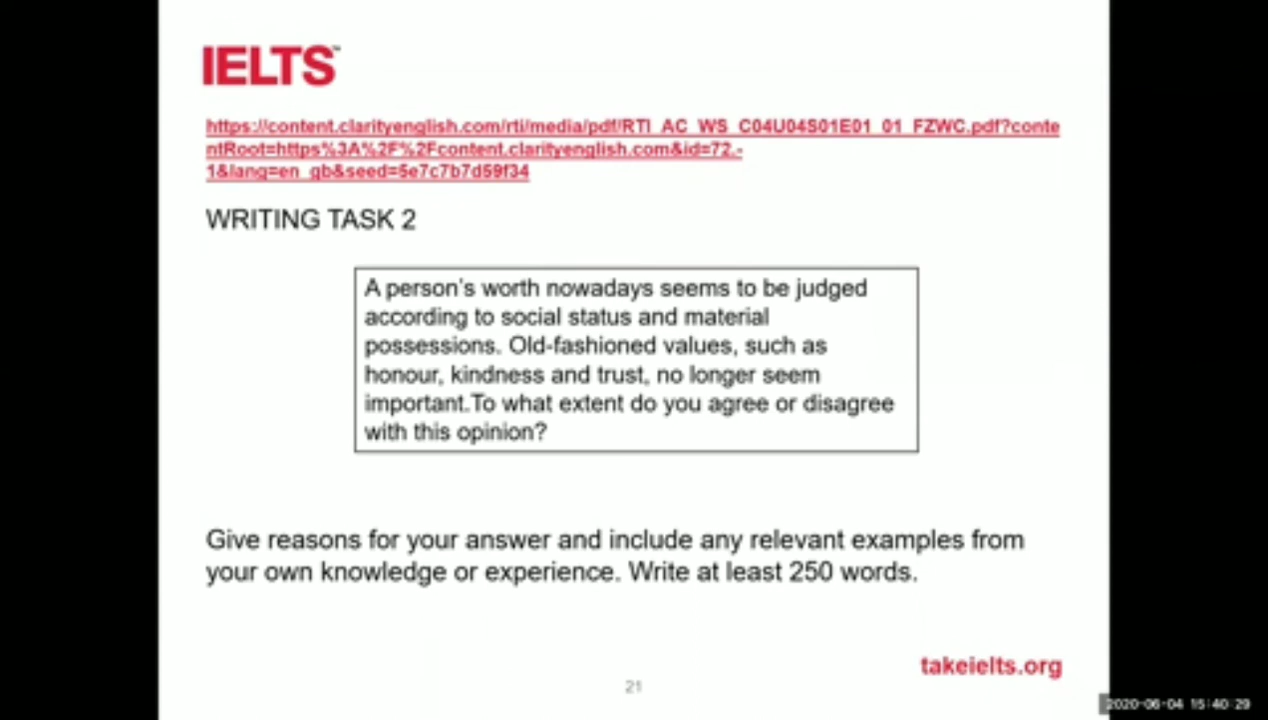 IELTS™
https://content.clarityenglish.com/rti/media/pdf/RTI_AC_WS_C04U04S01E01_01_FZWC.pdf?conte
ntRoot=https%3A%2F%2Fcontent.clarityenglish.com&id=72.-
1&lang=en_gb&seed=5e7c7b7d59f34
WRITING TASK 2
A person's worth nowadays seems to be judged
according to social status and material
possessions. Old-fashioned values, such as
honour, kindness and trust, no longer seem
important.To what extent do you agree or disagree
with this opinion?
Give reasons for your answer and include any relevant examples from
your own knowledge or experience. Write at least 250 words.
takeielts.org
21
2020-06-04 15:40:29